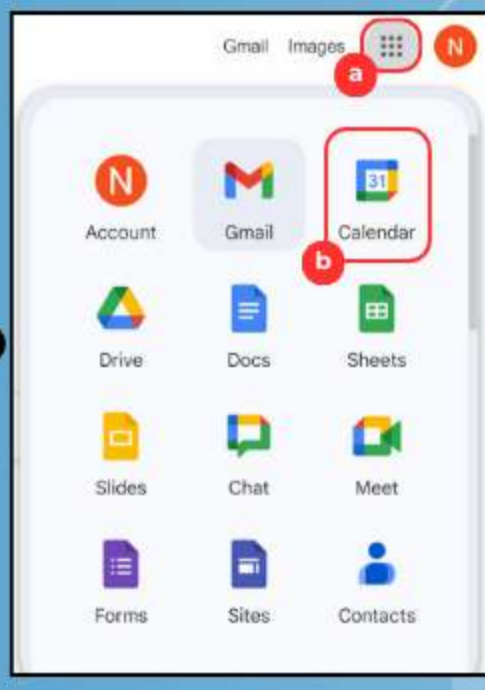 Gmail Images N
a
N 31
Account Gmail Calendar
b
Drive Docs Sheets
Slides Chat Meet
Forms Sites Contacts